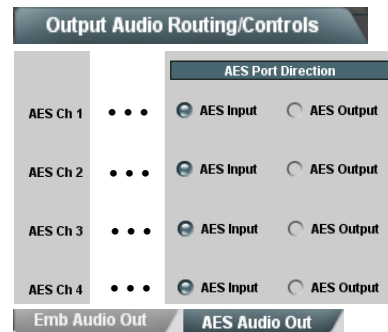 Output Audio Routing/Controls
AES Port Direction
AES Ch 1 • • • AES Input AES Output
AES Ch 2 • • • AES Input AES Output
AES Ch 3 • • • AES Input AES Output
AES Ch 4 • • • AES Input AES Output
Emb Audio Out AES Audio Out